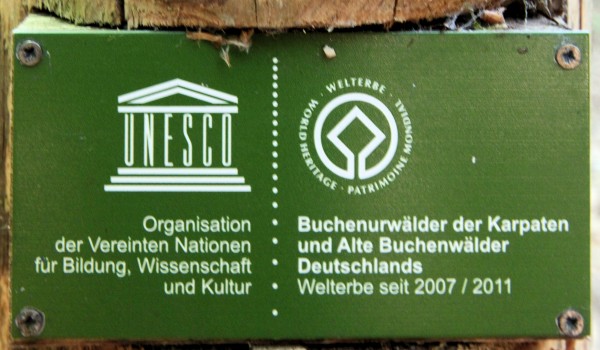 UNESCO
Organisation
der Vereinten Nationen
für Bildung, Wissenschaft
und Kultur
· WELTERBE · WORLD HERITAGE · PATRIMOINE MONDIAL
Buchenurwälder der Karpaten
und Alte Buchenwälder
Deutschlands
Welterbe seit 2007 / 2011